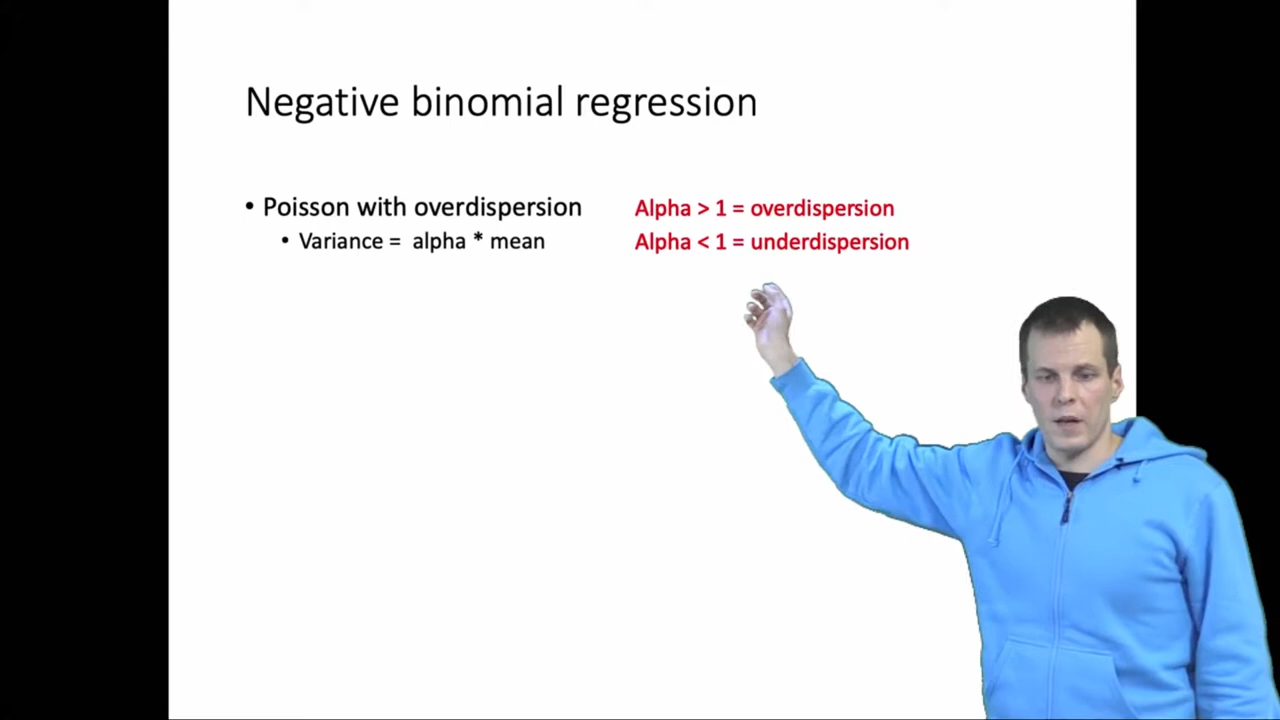 Negative binomial regression
• Poisson with overdispersion
Alpha > 1 = overdispersion
• Variance = alpha * mean
Alpha < 1 = underdispersion